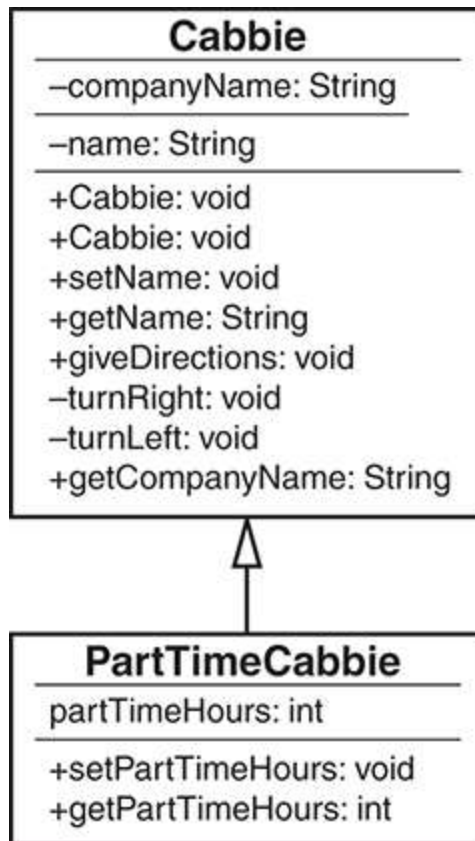 Cabbie
–companyName: String
–name: String
+Cabbie: void
+Cabbie: void
+setName: void
+getName: String
+giveDirections: void
–turnRight: void
–turnLeft: void
+getCompanyName: String
PartTimeCabbie
partTimeHours: int
+setPartTimeHours: void
+getPartTimeHours: int